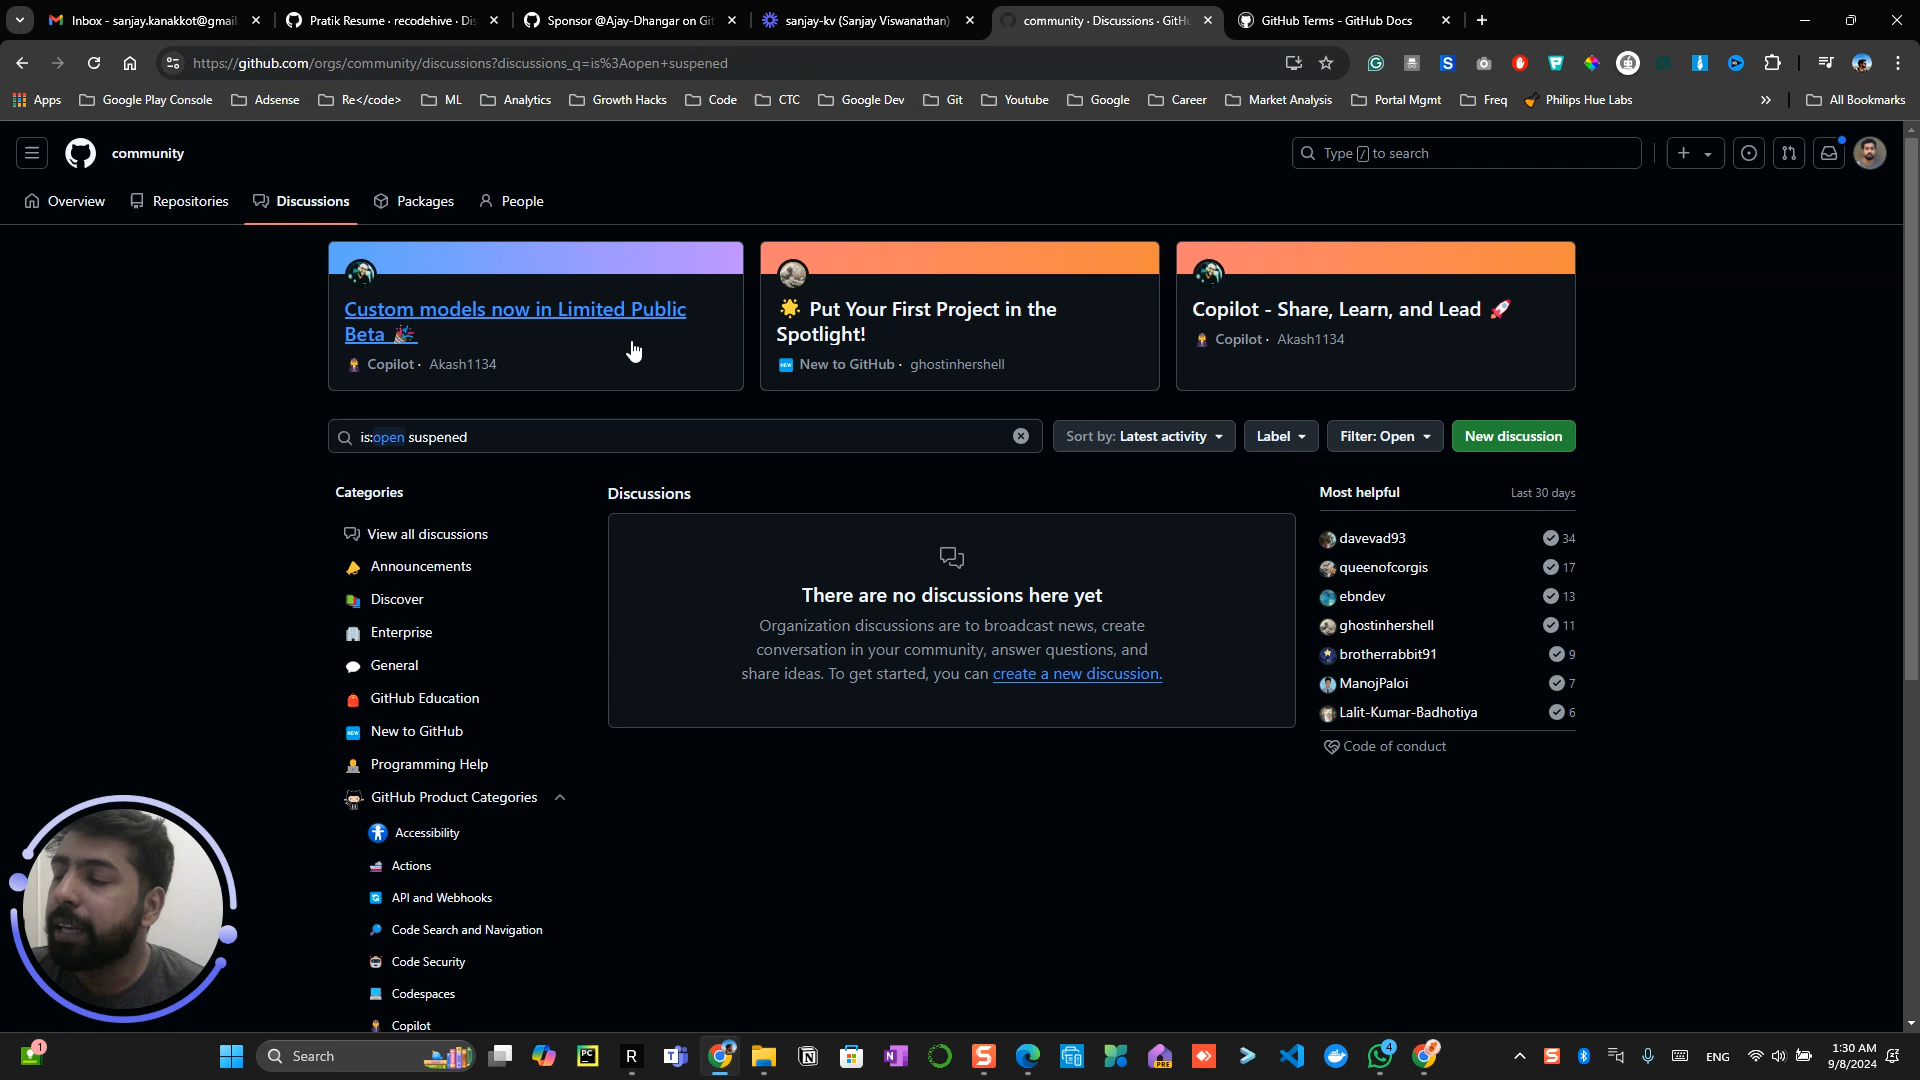 Inbox - sanjay.kanakkot@gmail
Pratik Resume · recodehive · Dis
Sponsor @Ajay-Dhangar on Git
sanjay-kv (Sanjay Viswanathan)
community · Discussions · GitHu
GitHub Terms - GitHub Docs
https://github.com/orgs/community/discussions?discussions_q=is%3Aopen+suspened
Apps
Google Play Console
Adsense
Re</code>
ML
Analytics
Growth Hacks
Code
CTC
Google Dev
Git
Youtube
Google
Career
Market Analysis
Portal Mgmt
Freq
Philips Hue Labs
All Bookmarks
community
Type / to search
Overview
Repositories
Discussions
Packages
People
Custom models now in Limited Public
Beta 🎉
Copilot · Akash1134
🌟 Put Your First Project in the
Spotlight!
New to GitHub · ghostinhershell
Copilot - Share, Learn, and Lead 🚀
Copilot · Akash1134
is:open suspened
Sort by: Latest activity
Label
Filter: Open
New discussion
Categories
View all discussions
Announcements
Discover
Enterprise
General
GitHub Education
New to GitHub
Programming Help
GitHub Product Categories
Accessibility
Actions
API and Webhooks
Code Search and Navigation
Code Security
Codespaces
Copilot
Discussions
There are no discussions here yet
Organization discussions are to broadcast news, create
conversation in your community, answer questions, and
share ideas. To get started, you can create a new discussion.
Most helpful
Last 30 days
davevad93 34
queenofcorgis 17
ebndev 13
ghostinhershell 11
brotherrabbit91 9
ManojPaloi 7
Lalit-Kumar-Badhotiya 6
Code of conduct
1
Search
PC
R
S
PRE
4
S
ENG
1:30 AM
9/8/2024